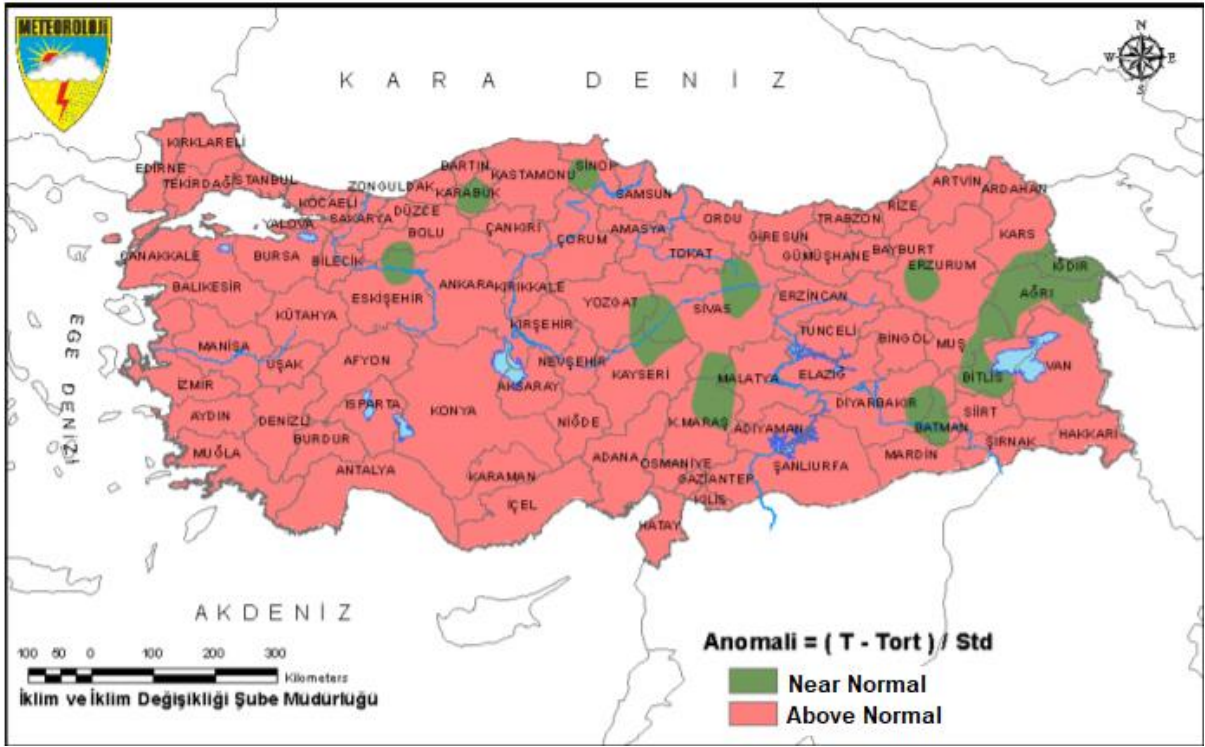 METEOROLOJİ
N
W E
S
K A R A D E N İ Z
KIRKLARELİ
EDİRNE
TEKİRDAĞ
İSTANBUL
KOCAELİ
YALOVA
SAKARYA
ZONGULDAK
DÜZCE
BARTIN
KARABUK
KASTAMONU
SİNOP
SAMSUN
BOLU
ÇANKIRI
ÇORUM
AMASYA
ORDU
TOKAT
GİRESUN
TRABZON
RİZE
ARTVİN
ARDAHAN
KARS
GÜMÜŞHANE
BAYBURT
ERZURUM
IĞDIR
AĞRI
ÇANAKKALE
BURSA
BİLECİK
BALIKESİR
ESKİŞEHİR
ANKARA
KIRIKKALE
YOZGAT
SIVAS
ERZİNCAN
KÜTAHYA
KIRŞEHİR
TUNCELİ
BİNGÖL
MUŞ
EGE DENİZİ
MANİSA
UŞAK
AFYON
NEVŞEHİR
KAYSERİ
AKSARAY
MALATYA
ELAZIĞ
BİTLİS
VAN
İZMİR
AYDIN
DENİZLİ
ISPARTA
KONYA
NİĞDE
K.MARAŞ
ADIYAMAN
DİYARBAKIR
BATMAN
SİİRT
ŞIRNAK
HAKKARİ
MUĞLA
BURDUR
ANTALYA
KARAMAN
İÇEL
ADANA
OSMANİYE
GAZİANTEP
KİLİS
ŞANLIURFA
MARDİN
HATAY
A K D E N İ Z
100 50 0 100 200 300
Kilometers
İklim ve İklim Değişikliği Şube Müdürlüğü
Anomali = ( T - Tort ) / Std
Near Normal
Above Normal